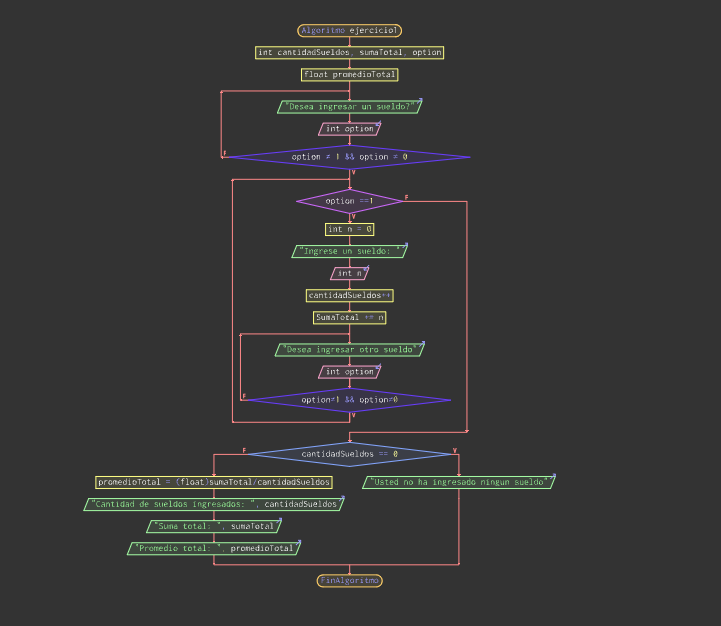 Algoritmo ejercicio1
int cantidadSueldos, sumaTotal, option
float promedioTotal
"Desea ingresar un sueldo?"
int option
option ≠ 1 && option ≠ 0
F
V
option ==1
F
V
int n = 0
"Ingrese un sueldo: "
int n
cantidadSueldos++
SumaTotal += n
"Desea ingresar otro sueldo"
int option
option≠1 && option≠0
F
V
cantidadSueldos == 0
F
V
promedioTotal = (float)sumaTotal/cantidadSueldos
"Usted no ha ingresado ningun sueldo"
"Cantidad de sueldos ingresados: ", cantidadSueldos
"Suma total: ", sumaTotal
"Promedio total: ", promedioTotal
FinAlgoritmo